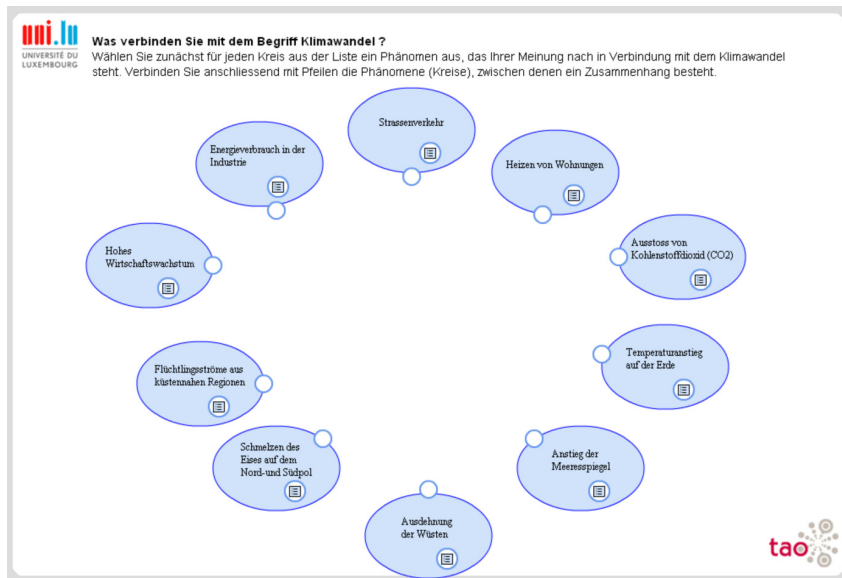 uni.lu
UNIVERSITÉ DU
LUXEMBOURG
Was verbinden Sie mit dem Begriff Klimawandel ?
Wählen Sie zunächst für jeden Kreis aus der Liste ein Phänomen aus, das Ihrer Meinung nach in Verbindung mit dem Klimawandel
steht. Verbinden Sie anschliessend mit Pfeilen die Phänomene (Kreise), zwischen denen ein Zusammenhang besteht.
Strassenverkehr
Energieverbrauch in der
Industrie
Heizen von Wohnungen
Hohes
Wirtschaftswachstum
Ausstoss von
Kohlenstoffdioxid (CO2)
Flüchtlingsströme aus
küstennahen Regionen
Temperaturanstieg
auf der Erde
Schmelzen des
Eises auf dem
Nord-und Südpol
Anstieg der
Meeresspiegel
Ausdehnung
der Wüsten
tao